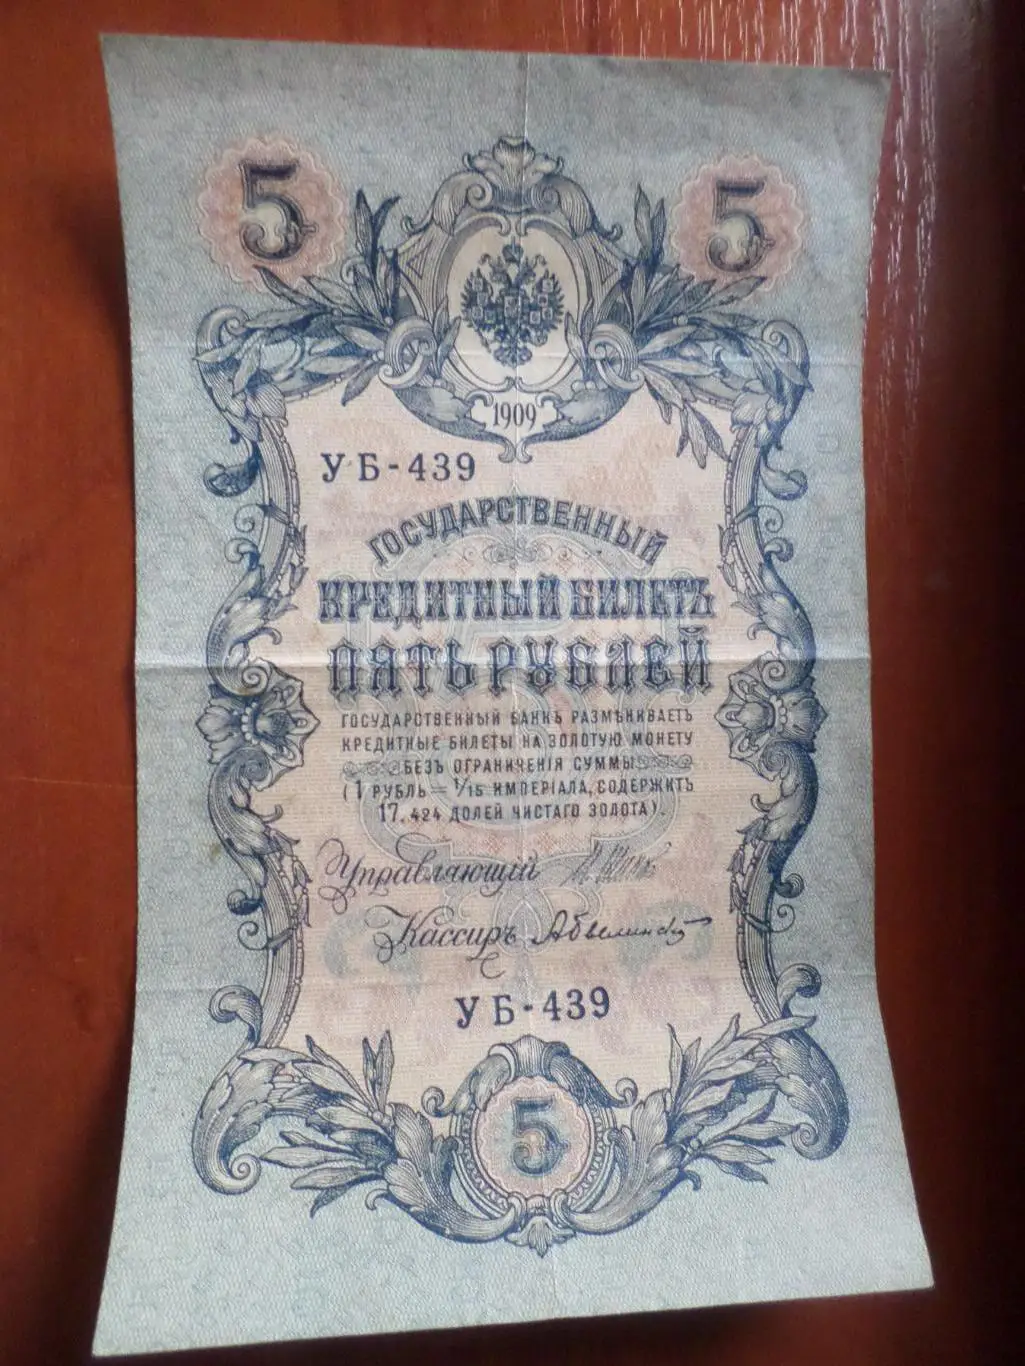 5 5
1909
УБ-439
ГОСУДАРСТВЕННЫЙ
КРЕДИТНЫЙ БИЛЕТЪ
ПЯТЬ РУБЛЕЙ
ГОСУДАРСТВЕННЫЙ БАНКЪ РАЗМѢНИВАЕТЪ
КРЕДИТНЫЕ БИЛЕТЫ НА ЗОЛОТУЮ МОНЕТУ
БЕЗЪ ОГРАНИЧЕНІЯ СУММЫ
(1 РУБЛЬ = 1/15 ИМПЕРІАЛА, СОДЕРЖИТЪ
17,424 ДОЛЕЙ ЧИСТАГО ЗОЛОТА).
Управляющій
Кассиръ
УБ-439
5